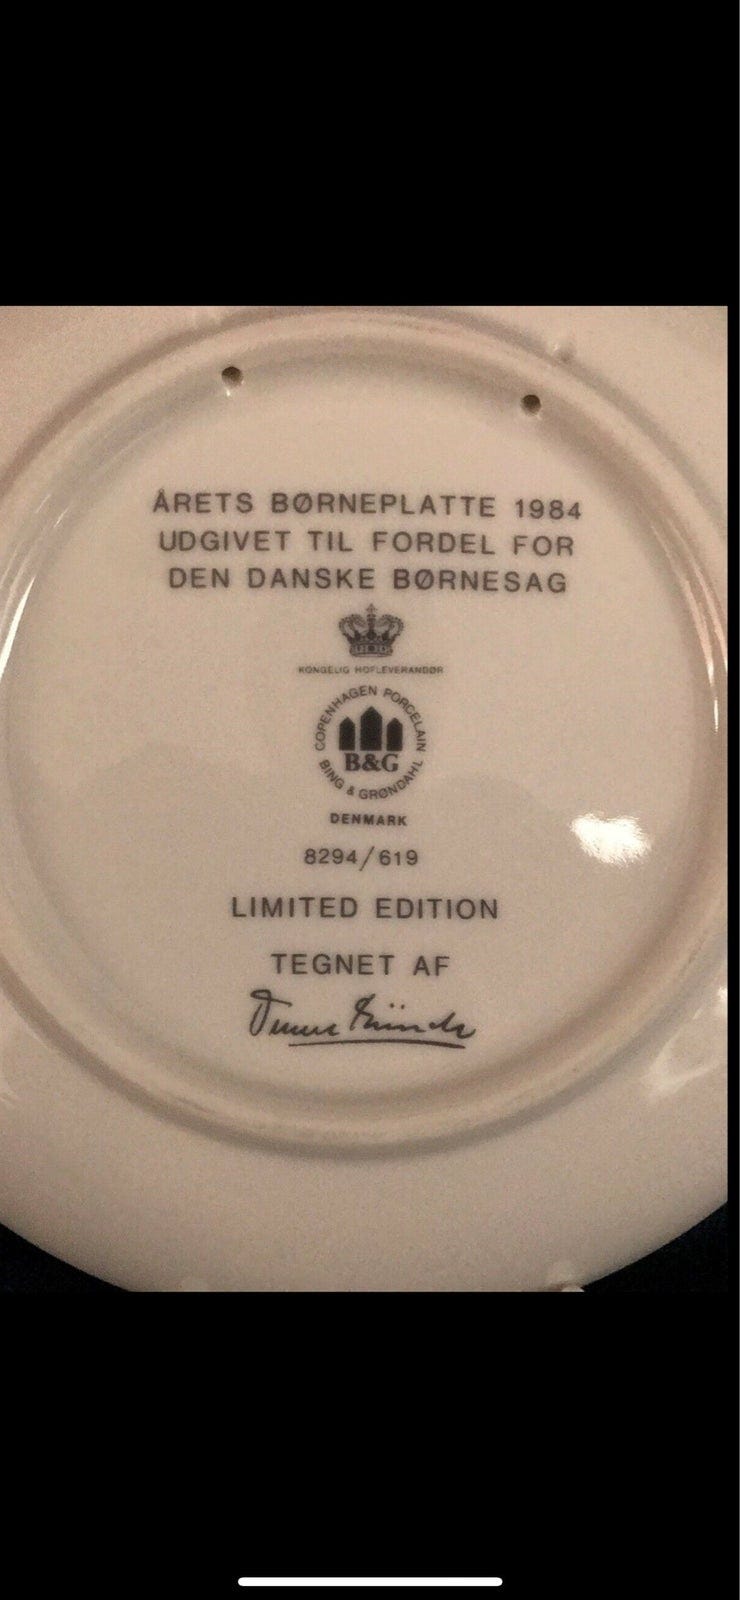 ÅRETS BØRNEPLATTE 1984
UDGIVET TIL FORDEL FOR
DEN DANSKE BØRNESAG
KONGELIG HOFLEVERANDØR
COPENHAGEN PORCELAIN
B&G
BING & GRØNDAHL
DENMARK
8294/619
LIMITED EDITION
TEGNET AF